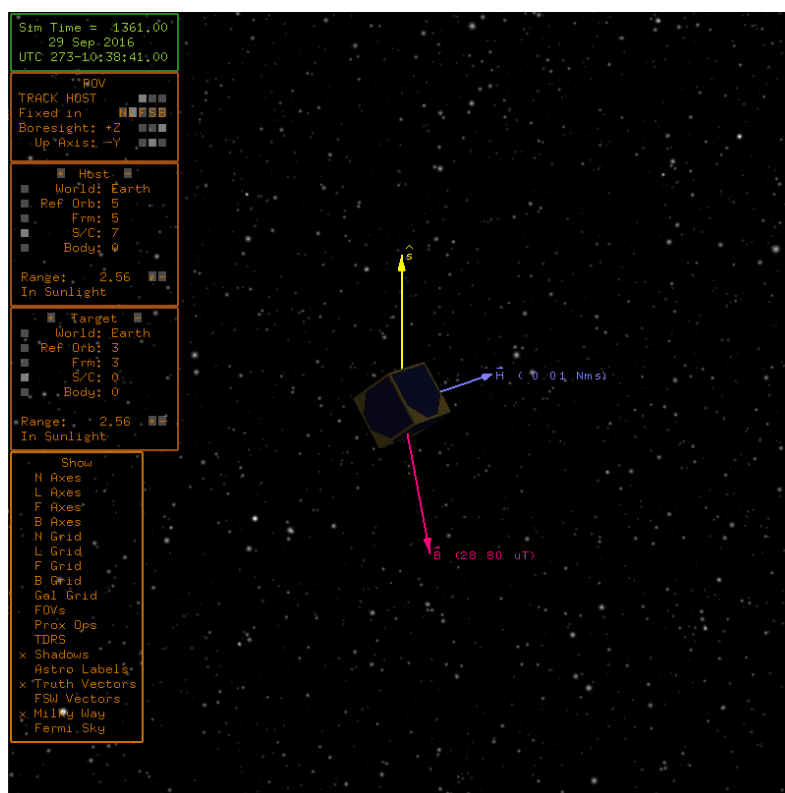 Sim Time = 1361.00
29 Sep 2016
UTC 273-10:38:41.00
POV
TRACK HOST
Fixed in NLFSB
Boresight: +Z
Up Axis: -Y
+ Host -
World: Earth
Ref Orb: 5
Frm: 5
S/C: 7
Body: 0
Range: 2.56 + -
In Sunlight
+ Target -
World: Earth
Ref Orb: 3
Frm: 3
S/C: 0
Body: 0
Range: 2.56 + -
In Sunlight
Show
N Axes
L Axes
F Axes
B Axes
N Grid
L Grid
F Grid
B Grid
Gal Grid
FOVs
Prox Ops
TDRS
x Shadows
Astro Labels
x Truth Vectors
FSW Vectors
x Milky Way
Fermi Sky
ŝ
H ( 0.01 Nms)
B (28.80 uT)